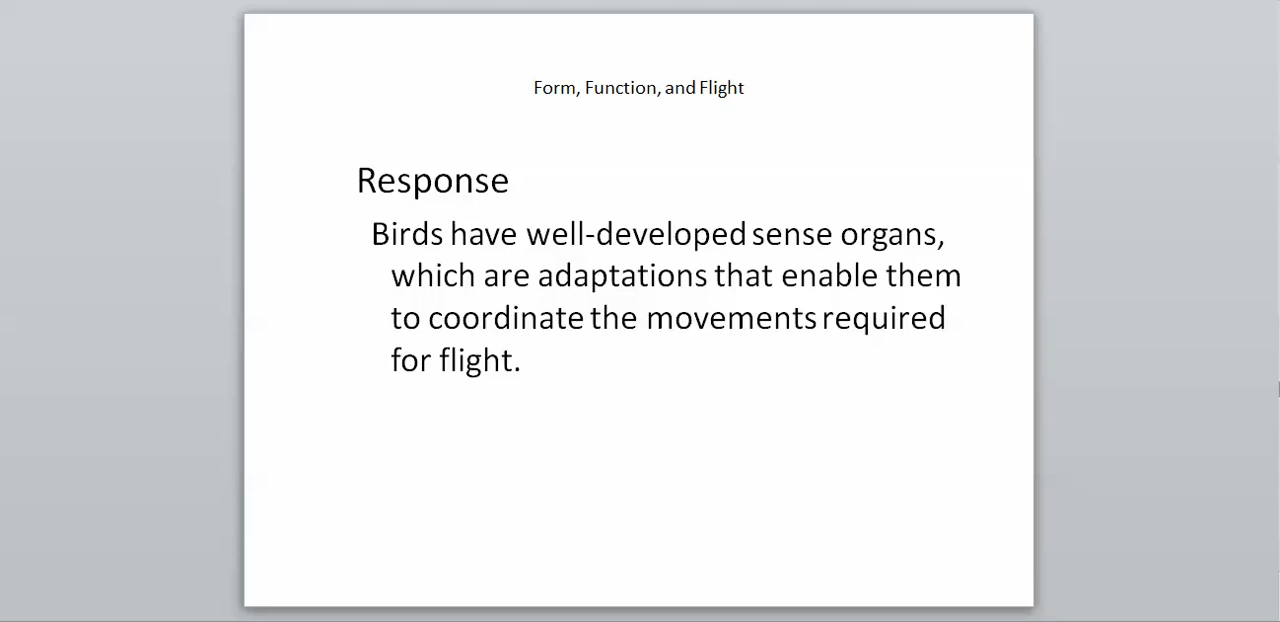 Form, Function, and Flight
Response
Birds have well-developed sense organs,
which are adaptations that enable them
to coordinate the movements required
for flight.